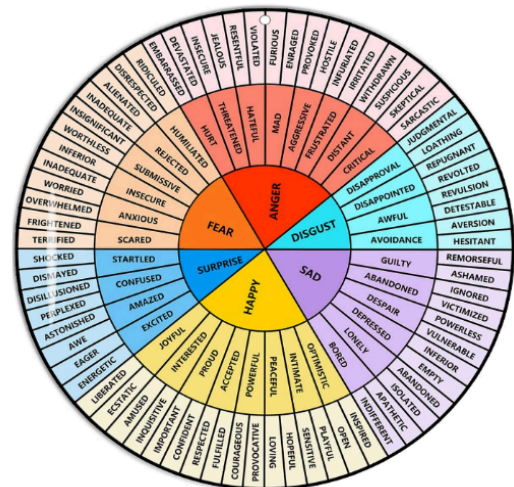 ANGER
DISGUST
SAD
HAPPY
SURPRISE
FEAR
HURT
THREATENED
HATEFUL
MAD
AGGRESSIVE
FRUSTRATED
DISTANT
CRITICAL
DISAPPROVAL
DISAPPOINTED
AWFUL
AVOIDANCE
GUILTY
ABANDONED
DESPAIR
DEPRESSED
LONELY
BORED
OPTIMISTIC
INTIMATE
PEACEFUL
POWERFUL
ACCEPTED
PROUD
INTERESTED
JOYFUL
EXCITED
AMAZED
CONFUSED
STARTLED
SCARED
ANXIOUS
INSECURE
SUBMISSIVE
REJECTED
HUMILIATED
EMBARRASSED
DEVASTATED
INSECURE
JEALOUS
RESENTFUL
VIOLATED
FURIOUS
ENRAGED
PROVOKED
HOSTILE
INFURIATED
IRRITATED
WITHDRAWN
SUSPICIOUS
SKEPTICAL
SARCASTIC
JUDGMENTAL
LOATHING
REPUGNANT
REVOLTED
REVULSION
DETESTABLE
AVERSION
HESITANT
REMORSEFUL
ASHAMED
IGNORED
VICTIMIZED
POWERLESS
VULNERABLE
INFERIOR
EMPTY
ABANDONED
ISOLATED
APATHETIC
INDIFFERENT
INSPIRED
OPEN
PLAYFUL
SENSITIVE
HOPEFUL
LOVING
PROVOCATIVE
COURAGEOUS
FULFILLED
RESPECTED
CONFIDENT
IMPORTANT
INQUISITIVE
AMUSED
ECSTATIC
LIBERATED
ENERGETIC
EAGER
AWE
ASTONISHED
PERPLEXED
DISILLUSIONED
DISMAYED
SHOCKED
TERRIFIED
FRIGHTENED
OVERWHELMED
WORRIED
INADEQUATE
INFERIOR
WORTHLESS
INSIGNIFICANT
INADEQUATE
ALIENATED
DISRESPECTED
RIDICULED